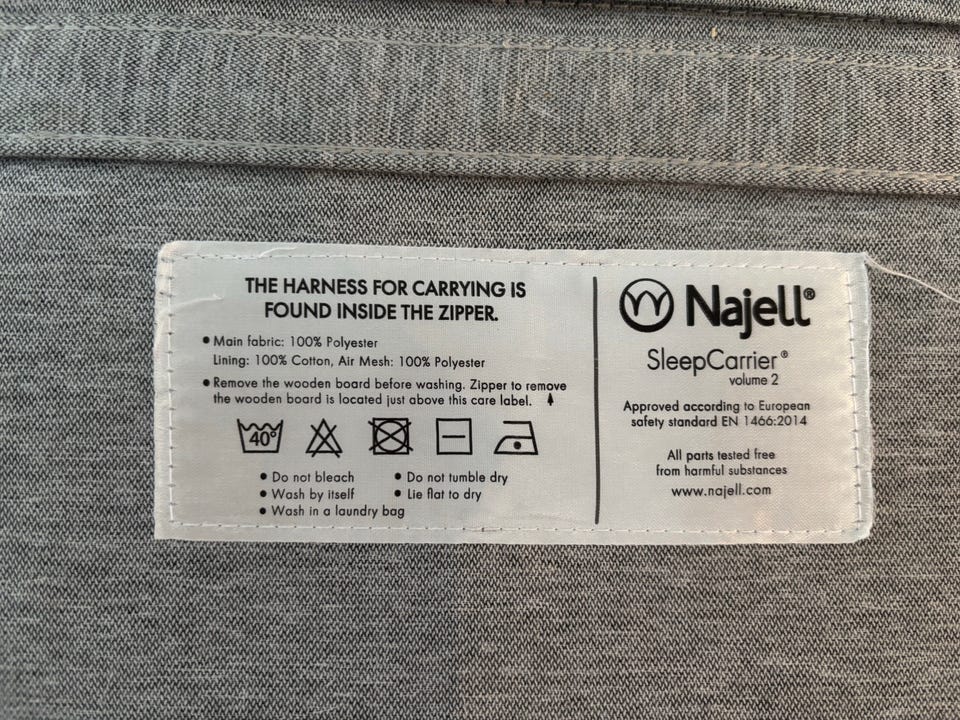 THE HARNESS FOR CARRYING IS
FOUND INSIDE THE ZIPPER.
• Main fabric: 100% Polyester
Lining: 100% Cotton, Air Mesh: 100% Polyester
• Remove the wooden board before washing. Zipper to remove
the wooden board is located just above this care label.
40°
• Do not bleach
• Wash by itself
• Wash in a laundry bag
• Do not tumble dry
• Lie flat to dry
Najell®
SleepCarrier®
volume 2
Approved according to European
safety standard EN 1466:2014
All parts tested free
from harmful substances
www.najell.com